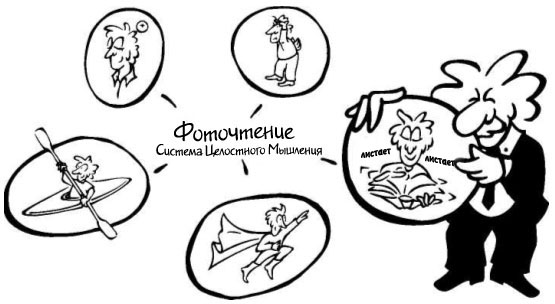 Фоточтение
Система Целостного Мышления
листает
листает